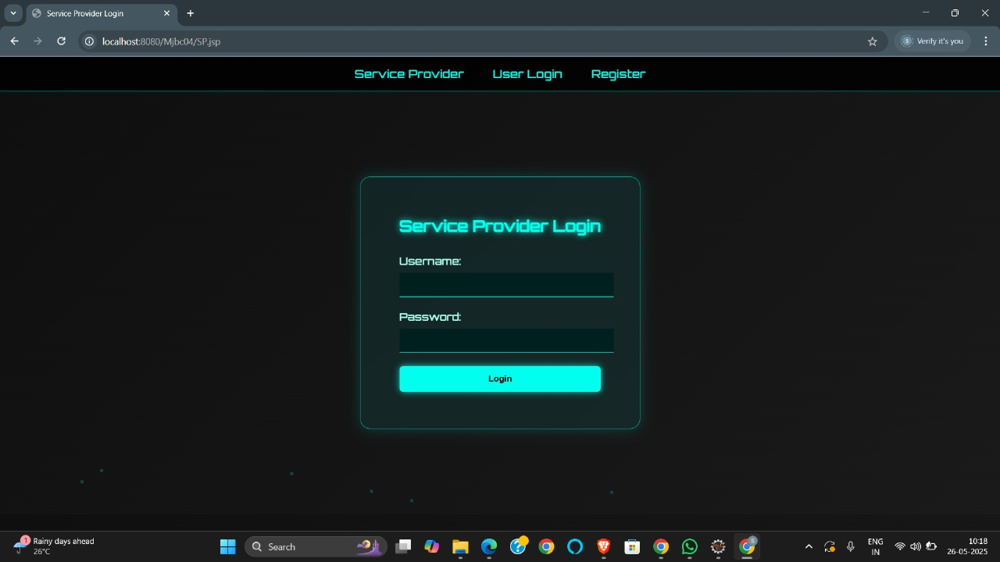 Service Provider Login
localhost:8080/Mjbc04/SP.jsp
S
Verify it's you
Service Provider
User Login
Register
Service Provider Login
Username:
Password:
Login
1
Rainy days ahead
26°C
Search
S
ENG
IN
10:18
26-05-2025